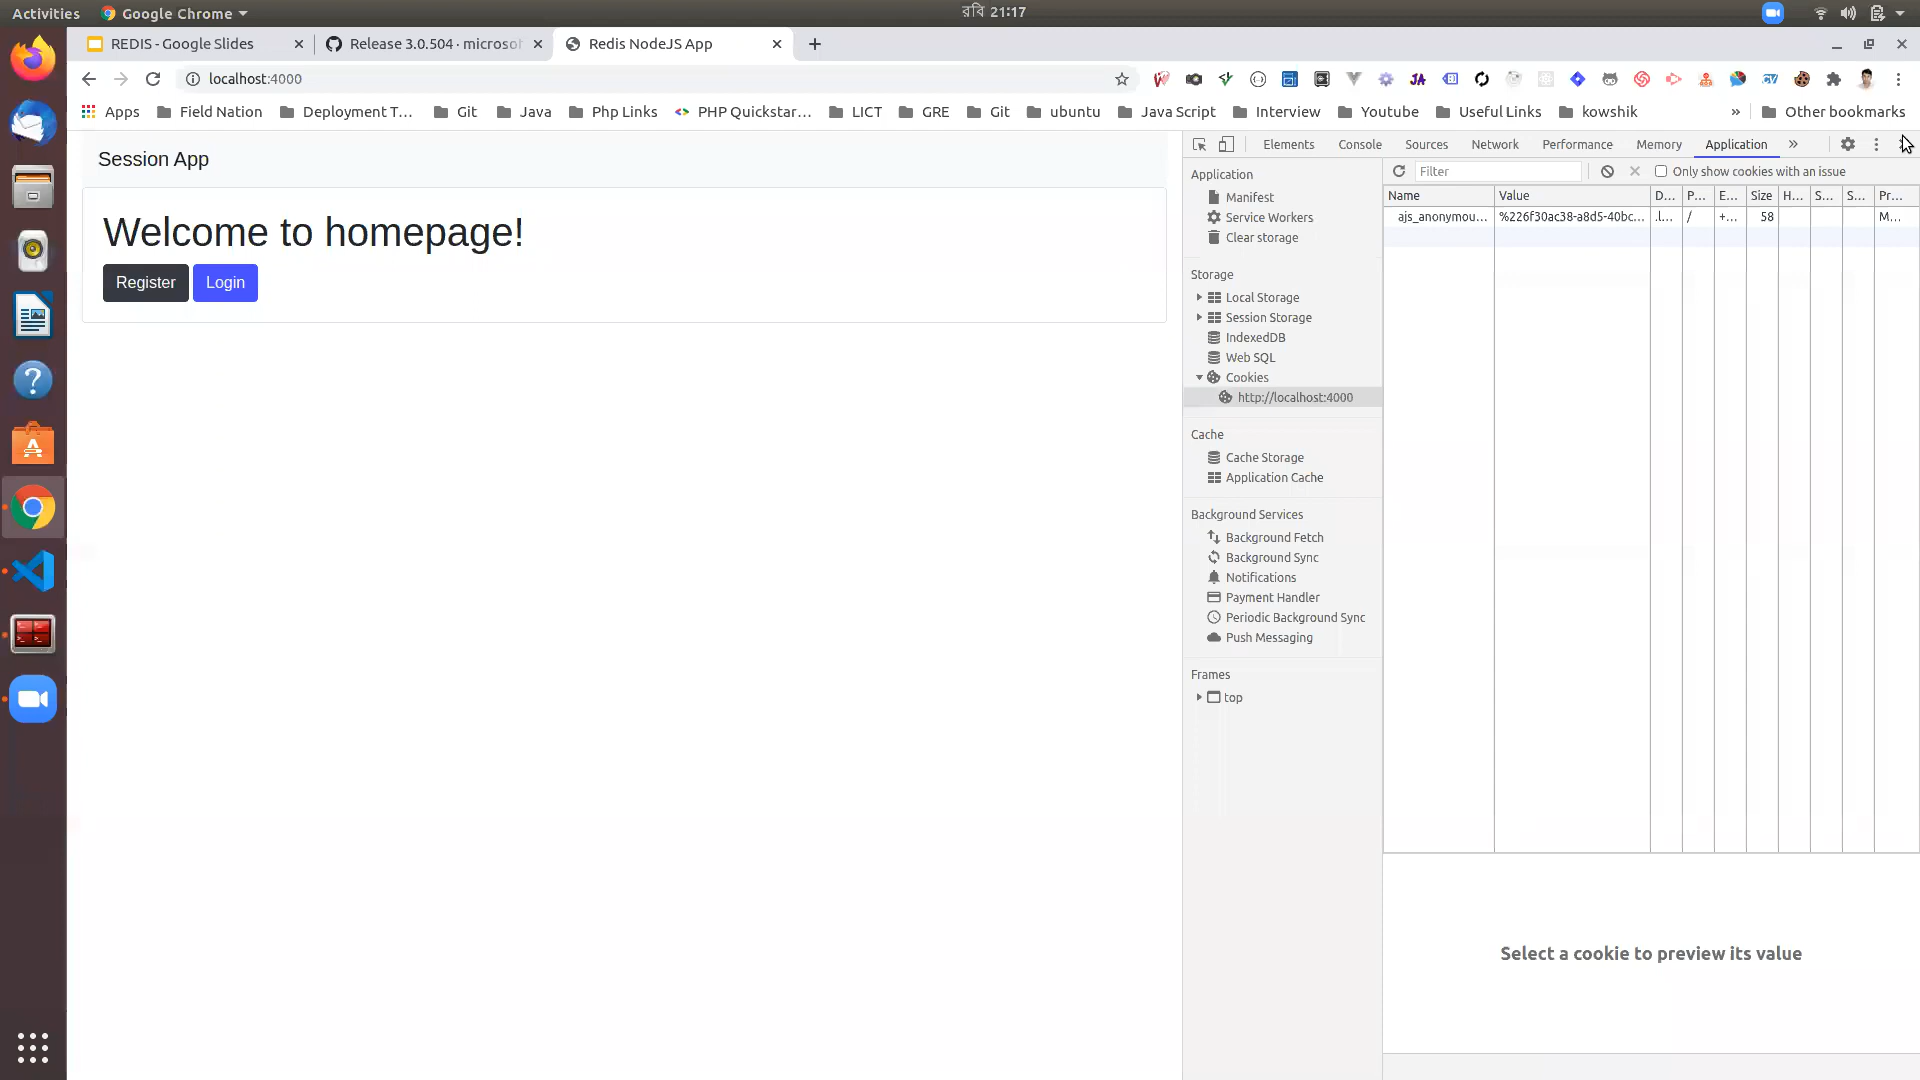 Activities
Google Chrome
রবি 21:17
REDIS - Google Slides
Release 3.0.504 · microsof
Redis NodeJS App
localhost:4000
Apps
Field Nation
Deployment T...
Git
Java
Php Links
PHP Quickstar...
LICT
GRE
Git
ubuntu
Java Script
Interview
Youtube
Useful Links
kowshik
»
Other bookmarks
Session App
Welcome to homepage!
Register
Login
Elements
Console
Sources
Network
Performance
Memory
Application
»
Application
Manifest
Service Workers
Clear storage
Storage
Local Storage
Session Storage
IndexedDB
Web SQL
Cookies
http://localhost:4000
Cache
Cache Storage
Application Cache
Background Services
Background Fetch
Background Sync
Notifications
Payment Handler
Periodic Background Sync
Push Messaging
Frames
top
Filter
Only show cookies with an issue
Name Value D... P... E... Size H... S... S... Pr...
ajs_anonymou... %226f30ac38-a8d5-40bc... .l... / +... 58 M...
Select a cookie to preview its value